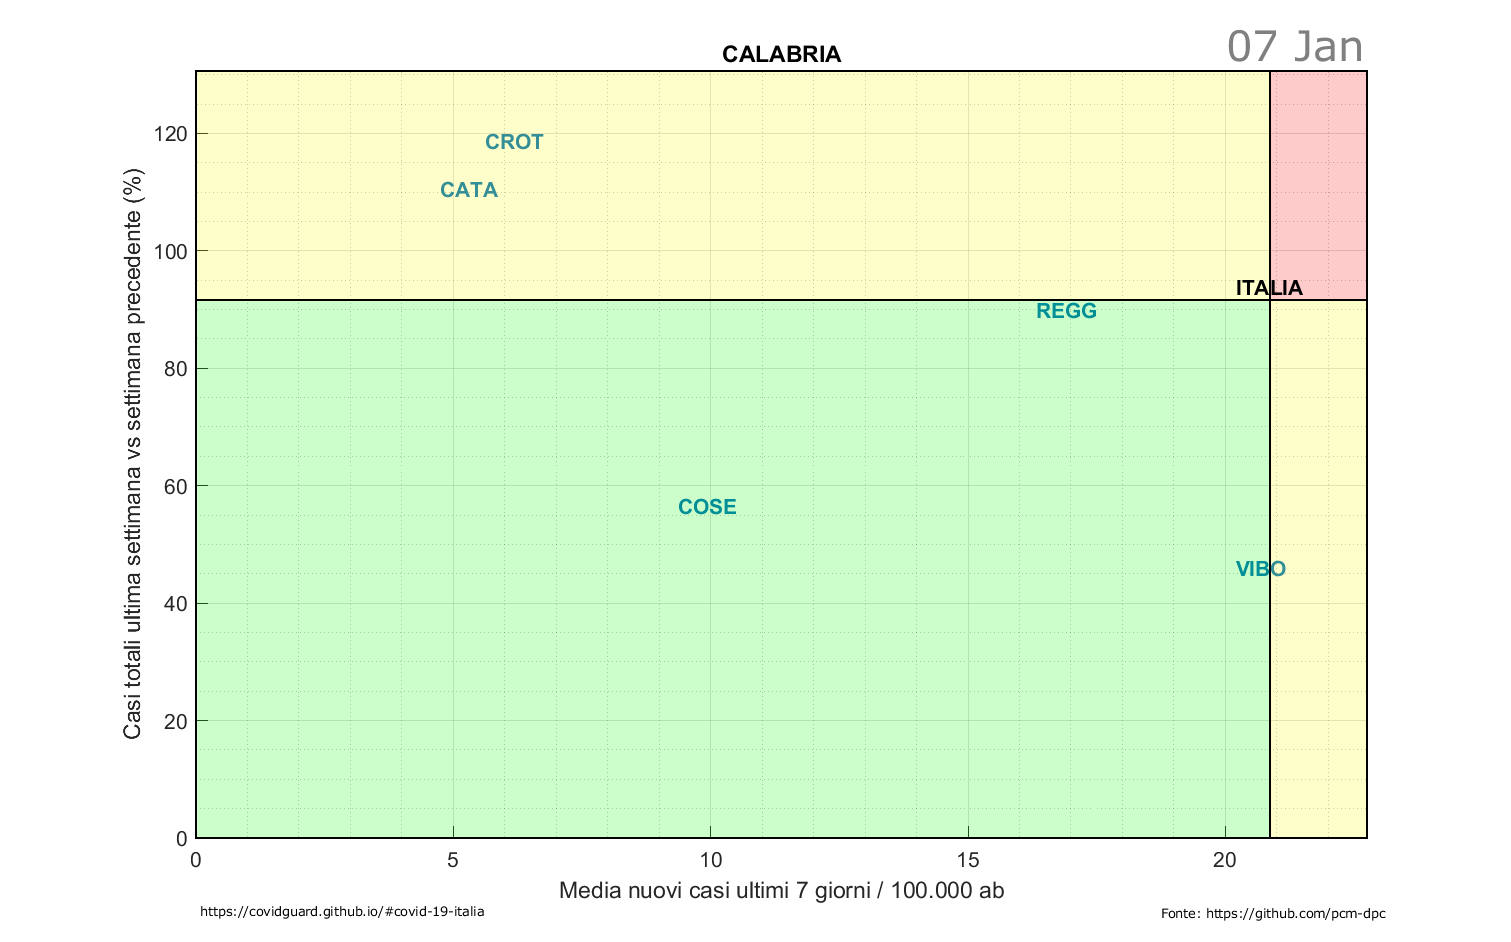 07 Jan
CALABRIA
Casi totali ultima settimana vs settimana precedente (%)
120
100
80
60
40
20
0
CROT
CATA
ITALIA
REGG
COSE
VIBO
0 5 10 15 20
Media nuovi casi ultimi 7 giorni / 100.000 ab
https://covidguard.github.io/#covid-19-italia
Fonte: https://github.com/pcm-dpc